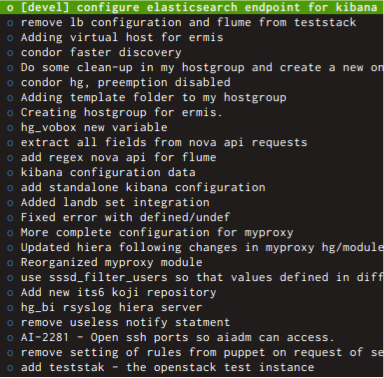 o [devel] configure elasticsearch endpoint for kibana
o remove lb configuration and flume from teststack
o Adding virtual host for ermis
o condor faster discovery
o Do some clean-up in my hostgroup and create a new on
o condor hg, preemption disabled
o Adding template folder to my hostgroup
o Creating hostgroup for ermis.
o hg_vobox new variable
o extract all fields from nova api requests
o add regex nova api for flume
o kibana configuration data
o add standalone kibana configuration
o Added landb set integration
o Fixed error with defined/undef
o More complete configuration for myproxy
o Updated hiera following changes in myproxy hg/module
o Reorganized myproxy module
o use sssd_filter_users so that values defined in diff
o Add new its6 koji repository
o hg_bi rsyslog hiera server
o remove useless notify statment
o AI-2281 - Open ssh ports so aiadm can access.
o remove setting of rules from puppet on request of se
o add teststak - the openstack test instance